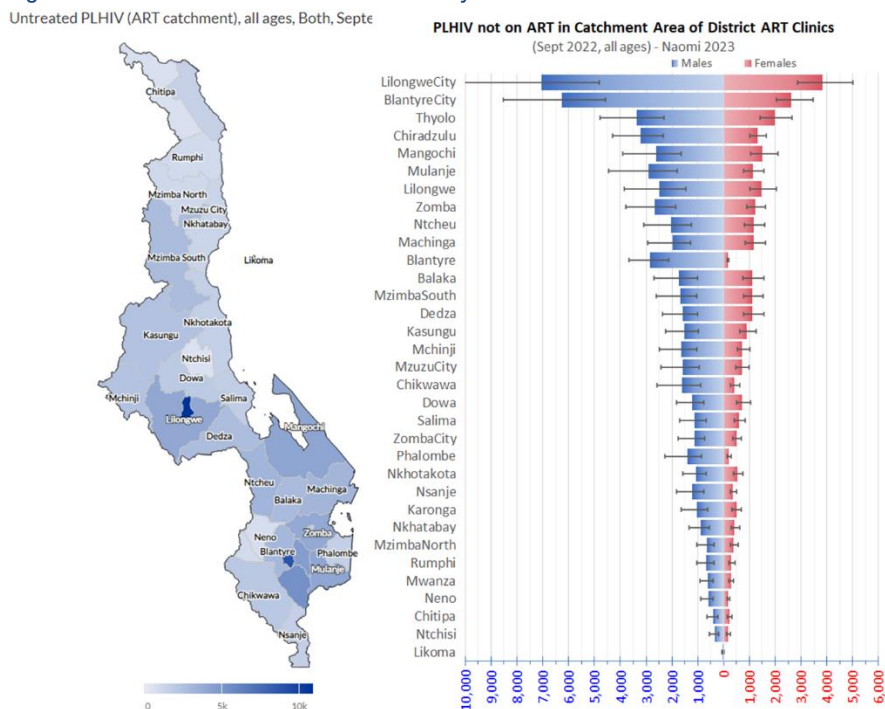 Untreated PLHIV (ART catchment), all ages, Both, Septe
Chitipa
Rumphi
Mzimba North
Mzuzu City
Nkhatabay
Mzimba South
Likoma
Nkhotakota
Kasungu
Ntchisi
Dowa
Mchinji
Salima
Lilongwe
Dedza
Mangochi
Ntcheu
Machinga
Balaka
Neno
Zomba
Blantyre
Phalombe
Mulanje
Chikwawa
Nsanje
0 5k 10k
PLHIV not on ART in Catchment Area of District ART Clinics
(Sept 2022, all ages) - Naomi 2023
Males Females
LilongweCity
BlantyreCity
Thyolo
Chiradzulu
Mangochi
Mulanje
Lilongwe
Zomba
Ntcheu
Machinga
Blantyre
Balaka
MzimbaSouth
Dedza
Kasungu
Mchinji
MzuzuCity
Chikwawa
Dowa
Salima
ZombaCity
Phalombe
Nkhotakota
Nsanje
Karonga
Nkhatabay
MzimbaNorth
Rumphi
Mwanza
Neno
Chitipa
Ntchisi
Likoma
10,000 9,000 8,000 7,000 6,000 5,000 4,000 3,000 2,000 1,000 0 1,000 2,000 3,000 4,000 5,000 6,000